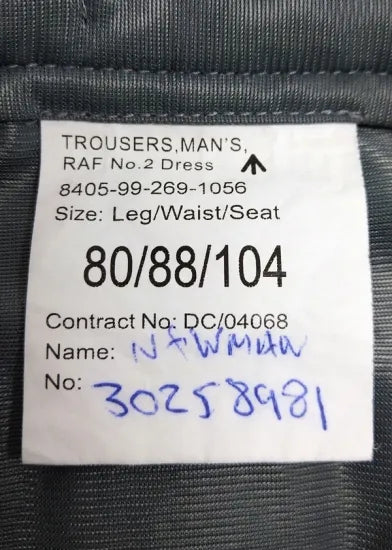 TROUSERS,MAN'S,
RAF No.2 Dress
8405-99-269-1056
Size: Leg/Waist/Seat
80/88/104
Contract No: DC/04068
Name: NEWMAN
No: 30258981